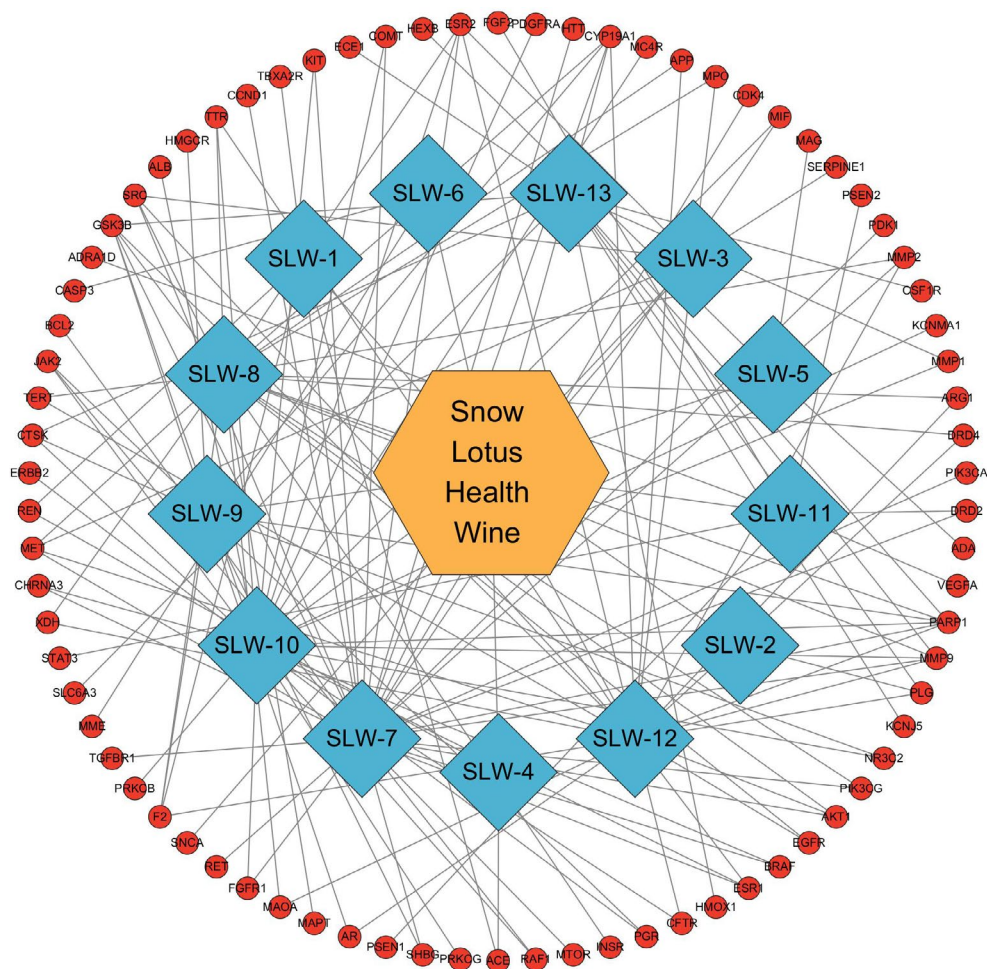 HEXB
ESR2
FGF2
PDGFRA
HTT
CYP19A1
MC4R
APP
MPO
CDK4
MIF
MAG
SERPINE1
PSEN2
PDK1
MMP2
CSF1R
KCNMA1
MMP1
ARG1
DRD4
PIK3CA
DRD2
ADA
VEGFA
PARP1
MMP9
PLG
KCNJ5
NR3C2
PIK3CG
AKT1
EGFR
BRAF
ESR1
HMOX1
CFTR
PGR
INSR
MTOR
RAF1
ACE
PRKCG
SHBG
PSEN1
AR
MAPT
MAOA
FGFR1
RET
SNCA
F2
PRKCB
TGFBR1
MME
SLC6A3
STAT3
XDH
CHRNA3
MET
REN
ERBB2
CTSK
TERT
JAK2
BCL2
CASP3
ADRA1D
GSK3B
SRC
ALB
HMGCR
TTR
CCND1
TBXA2R
KIT
ECE1
COMT
SLW-6
SLW-13
SLW-3
SLW-5
SLW-11
SLW-2
SLW-12
SLW-4
SLW-7
SLW-10
SLW-9
SLW-8
SLW-1
Snow
Lotus
Health
Wine